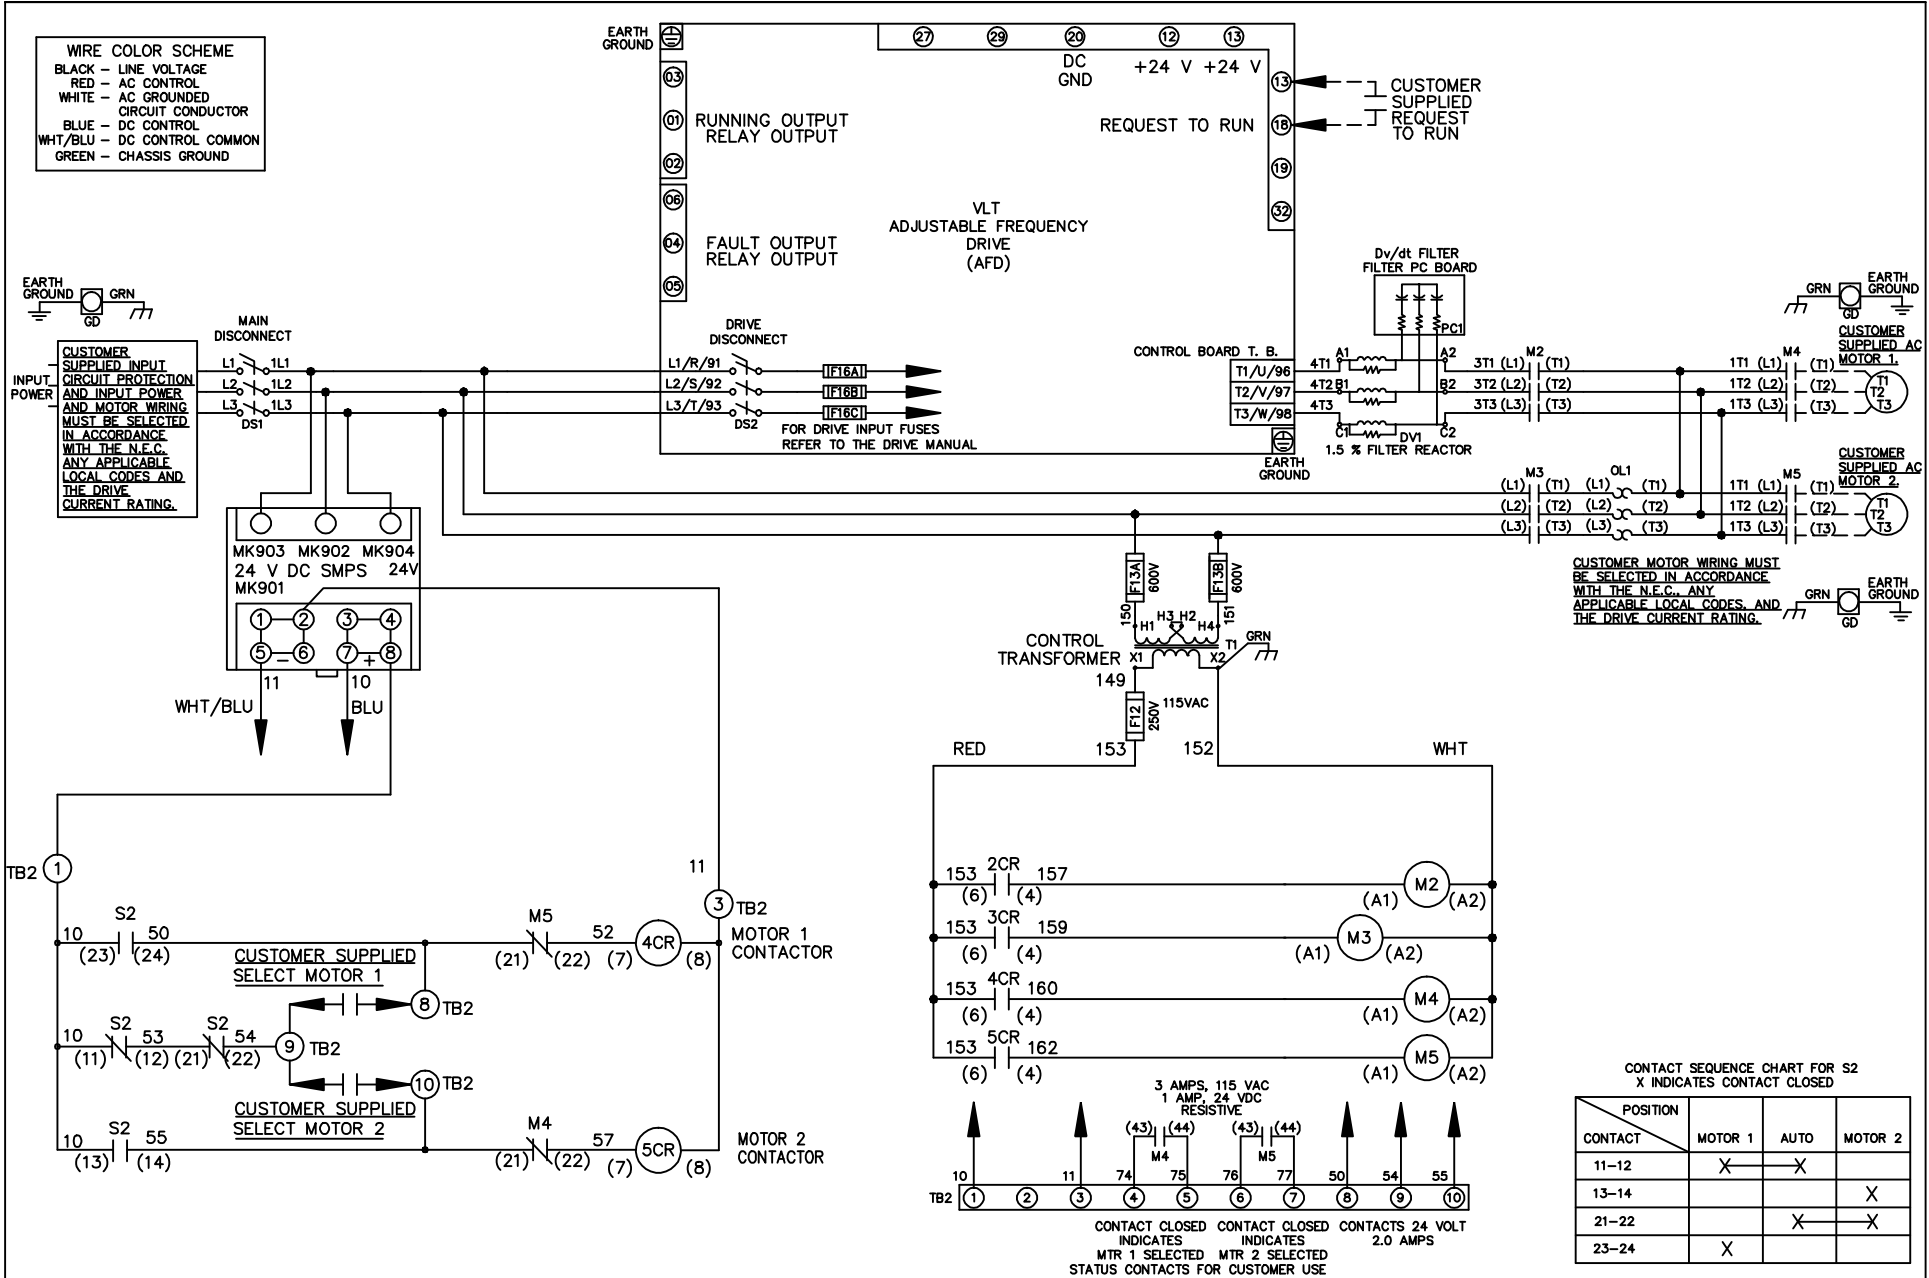 WIRE COLOR SCHEME
BLACK – LINE VOLTAGE
RED – AC CONTROL
WHITE – AC GROUNDED
CIRCUIT CONDUCTOR
BLUE – DC CONTROL
WHT/BLU – DC CONTROL COMMON
GREEN – CHASSIS GROUND
EARTH
GROUND
27 29 20 12 13
DC
GND
+24 V +24 V
03
01
02
RUNNING OUTPUT
RELAY OUTPUT
06
04
05
FAULT OUTPUT
RELAY OUTPUT
VLT
ADJUSTABLE FREQUENCY
DRIVE
(AFD)
REQUEST TO RUN
13
18
19
32
CUSTOMER
SUPPLIED
REQUEST
TO RUN
EARTH
GROUND
GRN
GD
MAIN
DISCONNECT
INPUT
POWER
CUSTOMER
SUPPLIED INPUT
CIRCUIT PROTECTION
AND INPUT POWER
AND MOTOR WIRING
MUST BE SELECTED
IN ACCORDANCE
WITH THE N.E.C.
ANY APPLICABLE
LOCAL CODES AND
THE DRIVE
CURRENT RATING.
L1 1L1
L2 1L2
L3 1L3
DS1
DRIVE
DISCONNECT
L1/R/91
L2/S/92
L3/T/93
DS2
F16A
F16B
F16C
FOR DRIVE INPUT FUSES
REFER TO THE DRIVE MANUAL
CONTROL BOARD T. B.
T1/U/96
T2/V/97
T3/W/98
EARTH
GROUND
Dv/dt FILTER
FILTER PC BOARD
PC1
4T1 A1 A2
4T2 B1 B2
4T3 C1 C2
DV1
1.5 % FILTER REACTOR
M2
3T1 (L1) (T1)
3T2 (L2) (T2)
3T3 (L3) (T3)
M4
1T1 (L1) (T1)
1T2 (L2) (T2)
1T3 (L3) (T3)
GRN
GD
EARTH
GROUND
CUSTOMER
SUPPLIED AC
MOTOR 1.
T1
T2
T3
M3
(L1) (T1)
(L2) (T2)
(L3) (T3)
OL1
(L1) (T1)
(L2) (T2)
(L3) (T3)
M5
1T1 (L1) (T1)
1T2 (L2) (T2)
1T3 (L3) (T3)
CUSTOMER
SUPPLIED AC
MOTOR 2.
T1
T2
T3
CUSTOMER MOTOR WIRING MUST
BE SELECTED IN ACCORDANCE
WITH THE N.E.C., ANY
APPLICABLE LOCAL CODES, AND
THE DRIVE CURRENT RATING.
GRN
GD
EARTH
GROUND
MK903 MK902 MK904
24 V DC SMPS 24V
MK901
1 2 3 4
5 – 6 7 + 8
11 10
WHT/BLU BLU
F13A 600V
F13B 600V
150 151
H1 H3 H2 H4
CONTROL
TRANSFORMER
X1 X2
T1
GRN
149
F12 250V
115VAC
RED 153 152 WHT
TB2 1
11
3 TB2
S2
10 50
(23) (24)
M5
(21) (22)
52
(7) 4CR (8)
MOTOR 1
CONTACTOR
CUSTOMER SUPPLIED
SELECT MOTOR 1
8 TB2
S2 S2
10 53 54
(11) (12) (21) (22)
9 TB2
10 TB2
CUSTOMER SUPPLIED
SELECT MOTOR 2
S2
10 55
(13) (14)
M4
(21) (22)
57
(7) 5CR (8)
MOTOR 2
CONTACTOR
2CR
153 157
(6) (4)
M2
(A1) (A2)
3CR
153 159
(6) (4)
M3
(A1) (A2)
4CR
153 160
(6) (4)
M4
(A1) (A2)
5CR
153 162
(6) (4)
M5
(A1) (A2)
3 AMPS, 115 VAC
1 AMP, 24 VDC
RESISTIVE
(43) (44) (43) (44)
M4 M5
10 11 74 75 76 77 50 54 55
TB2 1 2 3 4 5 6 7 8 9 10
CONTACT CLOSED
INDICATES
MTR 1 SELECTED
CONTACT CLOSED
INDICATES
MTR 2 SELECTED
CONTACTS 24 VOLT
2.0 AMPS
STATUS CONTACTS FOR CUSTOMER USE
CONTACT SEQUENCE CHART FOR S2
X INDICATES CONTACT CLOSED
POSITION
CONTACT MOTOR 1 AUTO MOTOR 2
11–12 X X
13–14 X
21–22 X X
23–24 X